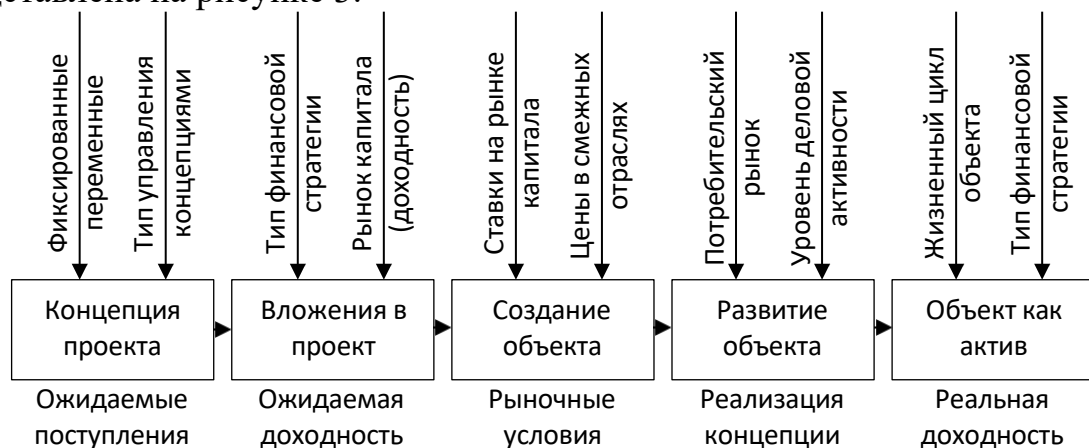 дставлена на рисунке 3.
Фиксированные
переменные
Тип управления
концепциями
Тип финансовой
стратегии
Рынок капитала
(доходность)
Ставки на рынке
капитала
Цены в смежных
отраслях
Потребительский
рынок
Уровень деловой
активности
Жизненный цикл
объекта
Тип финансовой
стратегии
Концепция
проекта
Вложения в
проект
Создание
объекта
Развитие
объекта
Объект как
актив
Ожидаемые
поступления
Ожидаемая
доходность
Рыночные
условия
Реализация
концепции
Реальная
доходность